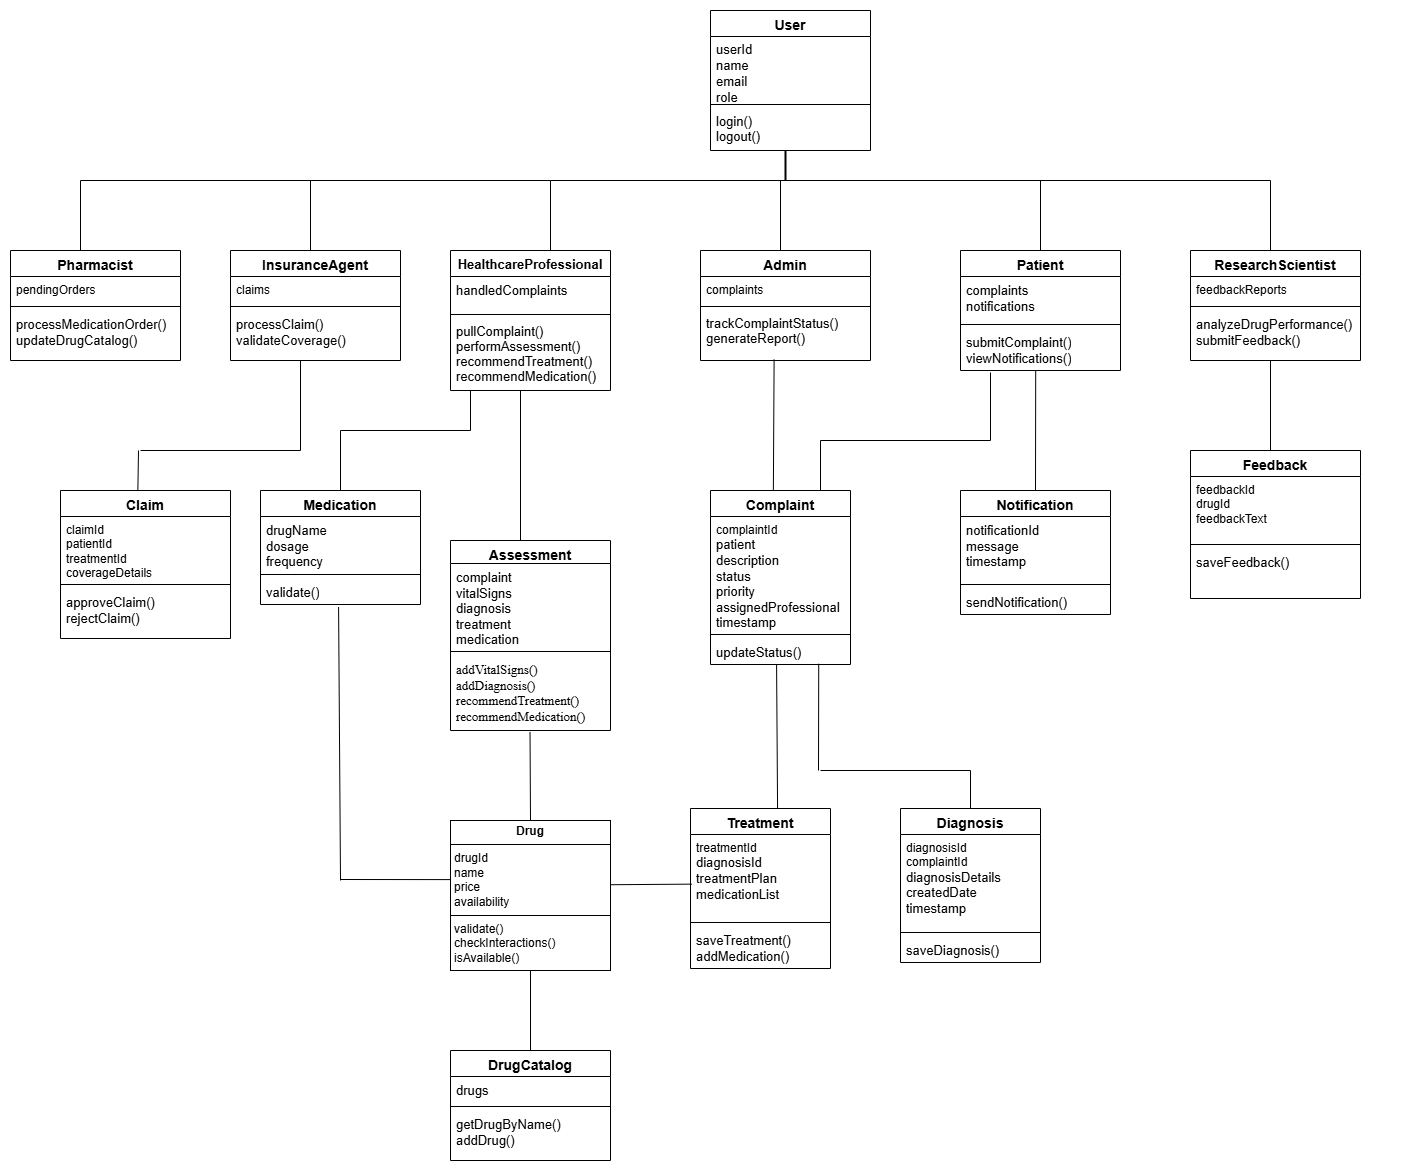 User
userId
name
email
role
login()
logout()
Pharmacist
pendingOrders
processMedicationOrder()
updateDrugCatalog()
InsuranceAgent
claims
processClaim()
validateCoverage()
HealthcareProfessional
handledComplaints
pullComplaint()
performAssessment()
recommendTreatment()
recommendMedication()
Admin
complaints
trackComplaintStatus()
generateReport()
Patient
complaints
notifications
submitComplaint()
viewNotifications()
ResearchScientist
feedbackReports
analyzeDrugPerformance()
submitFeedback()
Claim
claimId
patientId
treatmentId
coverageDetails
approveClaim()
rejectClaim()
Medication
drugName
dosage
frequency
validate()
Assessment
complaint
vitalSigns
diagnosis
treatment
medication
addVitalSigns()
addDiagnosis()
recommendTreatment()
recommendMedication()
Complaint
complaintId
patient
description
status
priority
assignedProfessional
timestamp
updateStatus()
Notification
notificationId
message
timestamp
sendNotification()
Feedback
feedbackId
drugId
feedbackText
saveFeedback()
Drug
drugId
name
price
availability
validate()
checkInteractions()
isAvailable()
Treatment
treatmentId
diagnosisId
treatmentPlan
medicationList
saveTreatment()
addMedication()
Diagnosis
diagnosisId
complaintId
diagnosisDetails
createdDate
timestamp
saveDiagnosis()
DrugCatalog
drugs
getDrugByName()
addDrug()